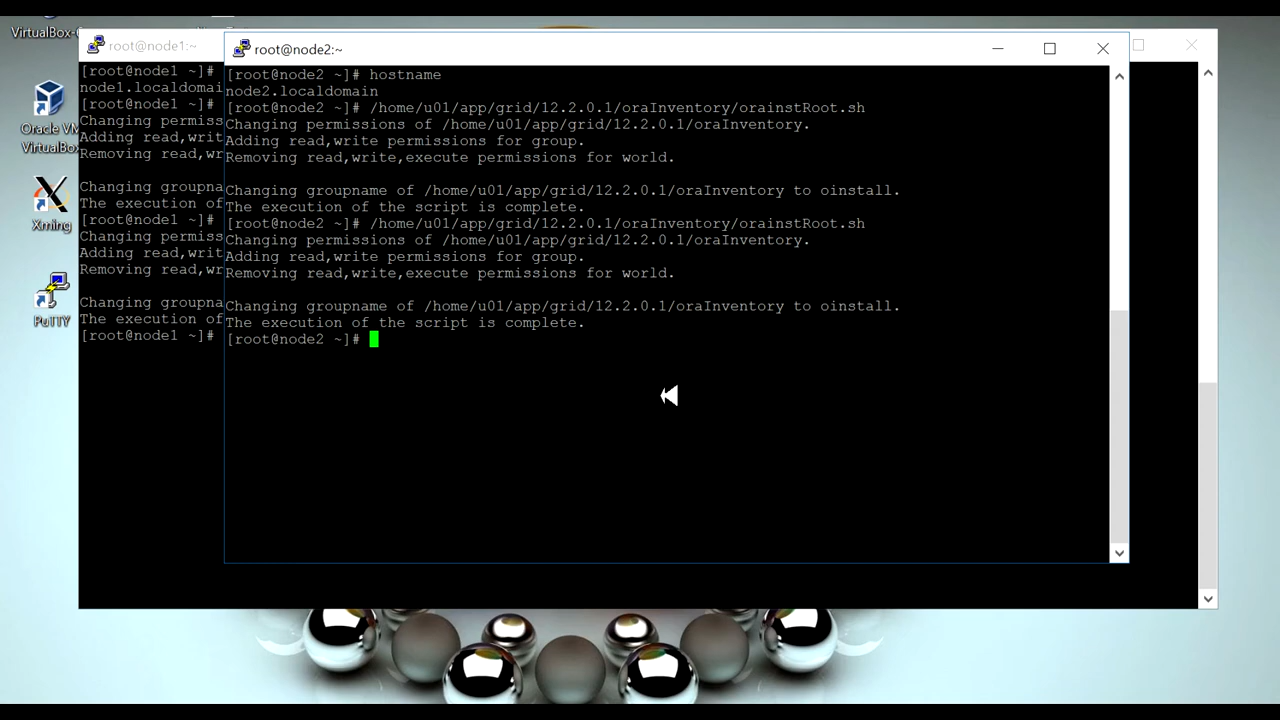 VirtualBox-
Oracle VM
VirtualBox
Xming
PuTTY
root@node1:~
[root@node1 ~]#
node1.localdomai
[root@node1 ~]#
Changing permiss
Adding read,writ
Removing read,wr
Changing groupna
The execution of
[root@node1 ~]#
Changing permiss
Adding read,writ
Removing read,wr
Changing groupna
The execution of
[root@node1 ~]#
root@node2:~
[root@node2 ~]# hostname
node2.localdomain
[root@node2 ~]# /home/u01/app/grid/12.2.0.1/oraInventory/orainstRoot.sh
Changing permissions of /home/u01/app/grid/12.2.0.1/oraInventory.
Adding read,write permissions for group.
Removing read,write,execute permissions for world.
Changing groupname of /home/u01/app/grid/12.2.0.1/oraInventory to oinstall.
The execution of the script is complete.
[root@node2 ~]# /home/u01/app/grid/12.2.0.1/oraInventory/orainstRoot.sh
Changing permissions of /home/u01/app/grid/12.2.0.1/oraInventory.
Adding read,write permissions for group.
Removing read,write,execute permissions for world.
Changing groupname of /home/u01/app/grid/12.2.0.1/oraInventory to oinstall.
The execution of the script is complete.
[root@node2 ~]#